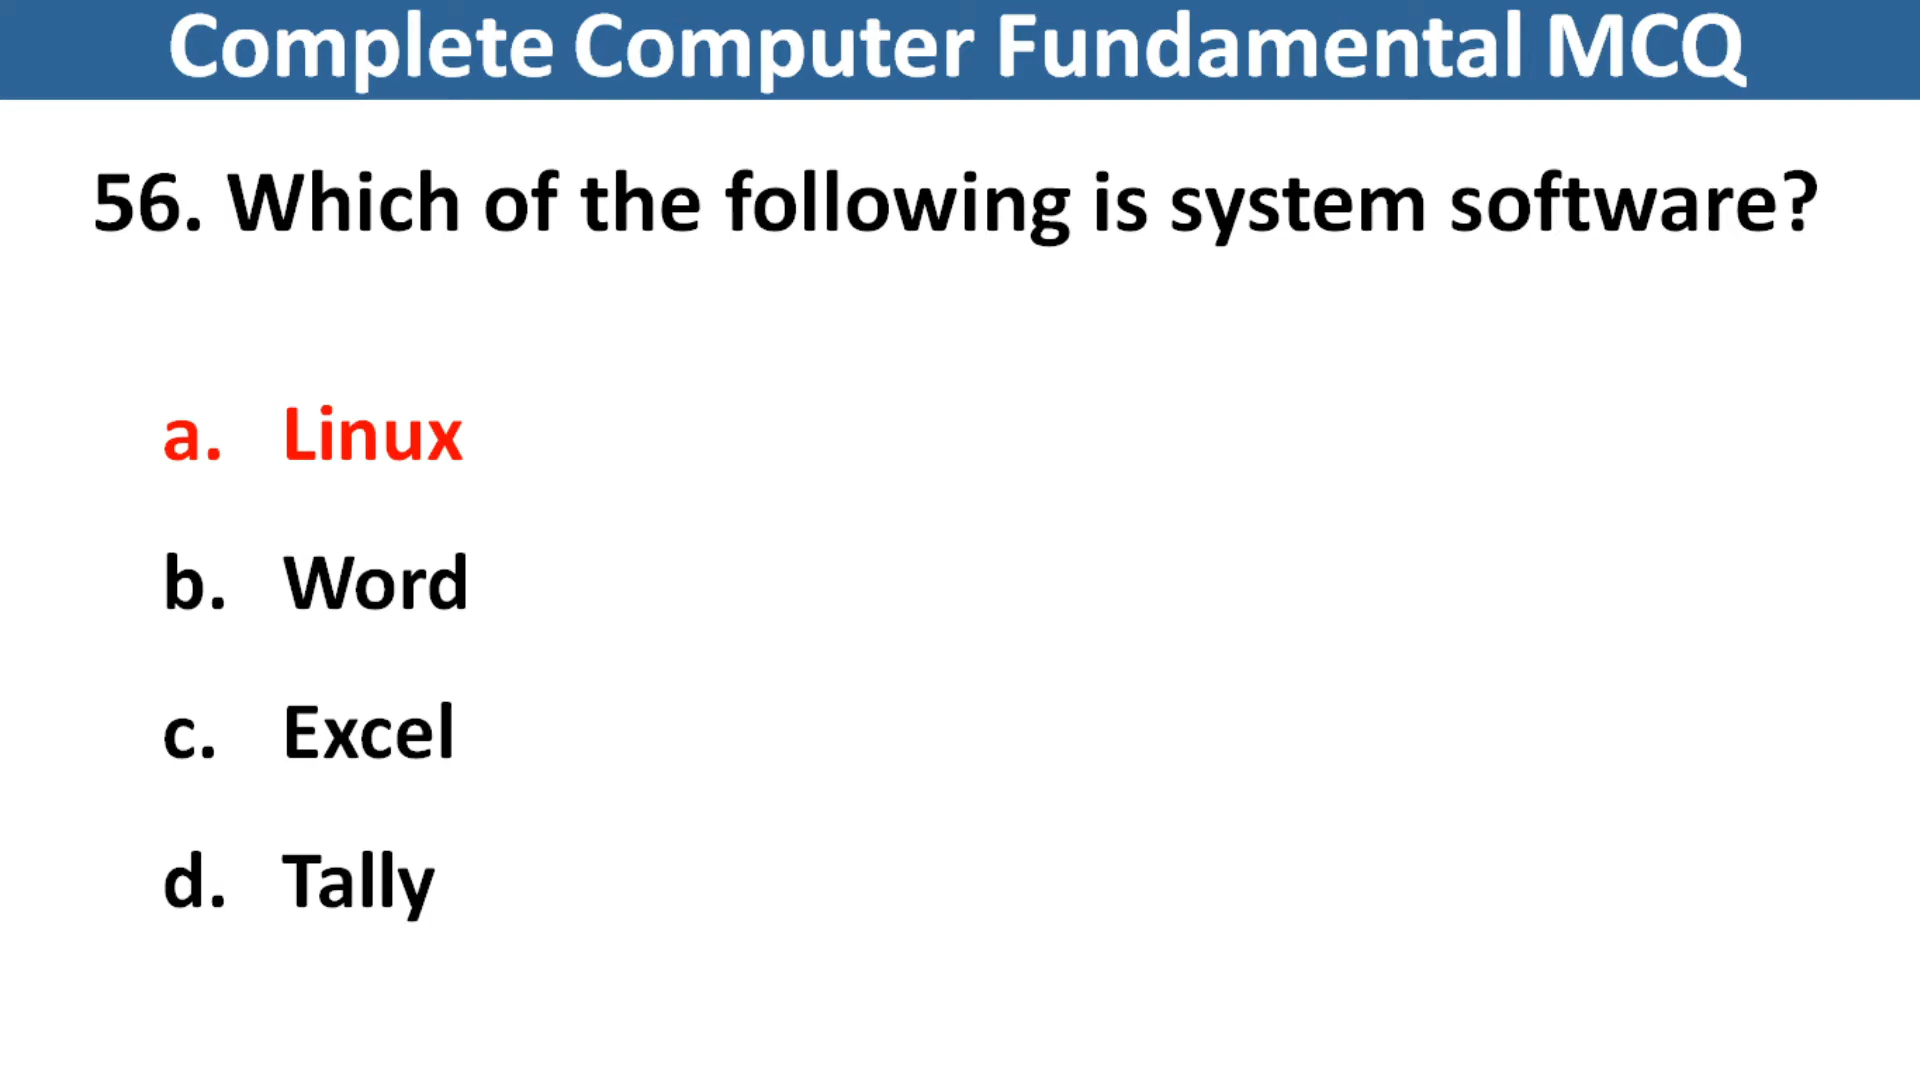 Complete Computer Fundamental MCQ
56. Which of the following is system software?
a. Linux
b. Word
c. Excel
d. Tally